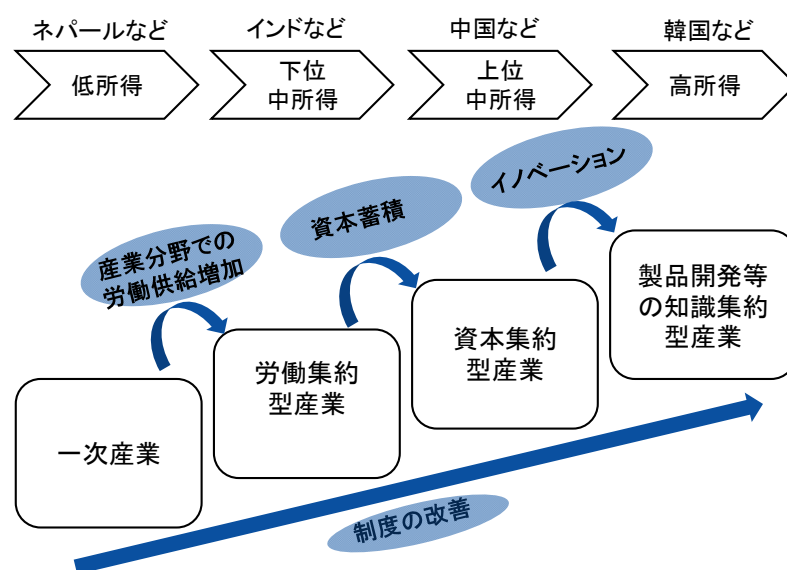 ネパールなど
インドなど
中国など
韓国など
低所得
下位
中所得
上位
中所得
高所得
イノベーション
資本蓄積
産業分野での
労働供給増加
製品開発等
の知識集約
型産業
資本集約
型産業
労働集約
型産業
一次産業
制度の改善